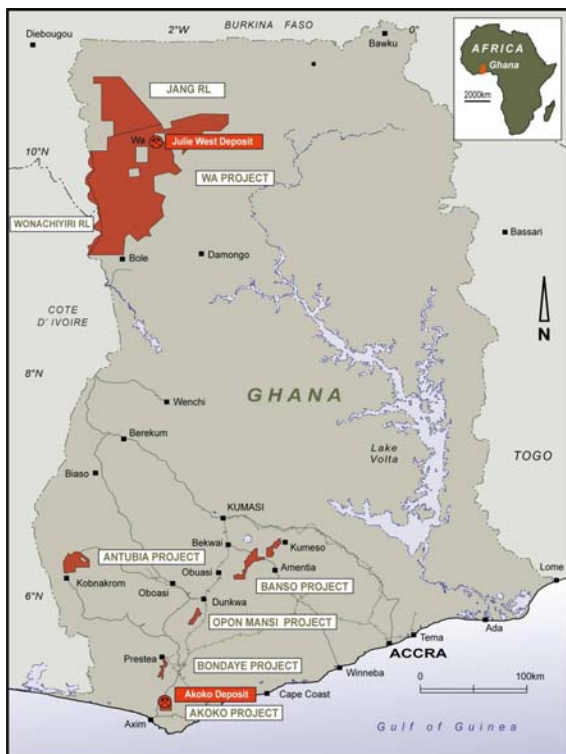 BURKINA FASO
2°W
0°
Diebougou
Bawku
AFRICA
Ghana
2000km
JANG RL
Wa
Julie West Deposit
10°N
WA PROJECT
WONACHIYIRI RL
Bassari
Bole
Damongo
N
COTE
D' IVOIRE
8°N
GHANA
Wenchi
Berekum
Lake
Volta
TOGO
Biaso
KUMASI
Bekwai
Kumeso
ANTUBIA PROJECT
Obuasi
Amentia
Lome
Kobnakrom
Oboasi
BANSO PROJECT
6°N
Dunkwa
OPON MANSI PROJECT
Ada
Tema
ACCRA
Prestea
BONDAYE PROJECT
Winneba
0
100km
Akoko Deposit
Cape Coast
AKOKO PROJECT
Axim
Gulf of Guinea